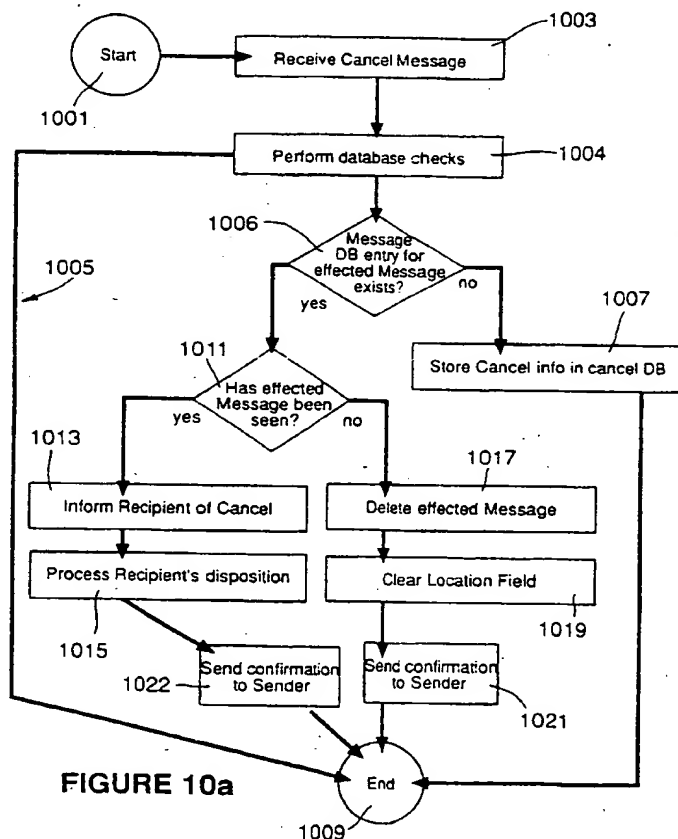 1003
Start
Receive Cancel Message
1001
Perform database checks
1004
1006
Message
DB entry for
effected Message
exists?
1005
yes
no
1007
Store Cancel info in cancel DB
1011
Has effected
Message been
seen?
yes
no
1013
1017
Inform Recipient of Cancel
Delete effected Message
Process Recipient's disposition
Clear Location Field
1015
1019
Send confirmation
to Sender
1022
Send confirmation
to Sender
1021
FIGURE 10a
End
1009